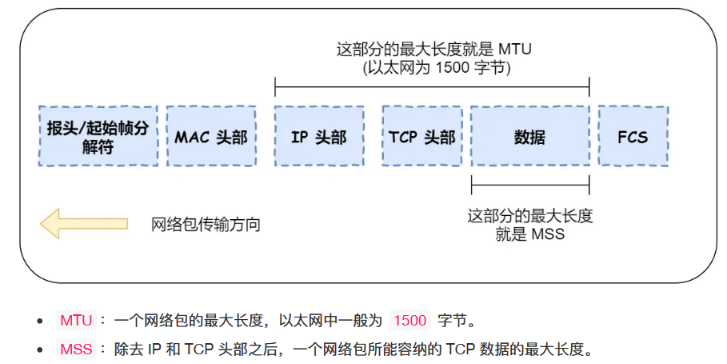 这部分的最大长度就是 MTU
(以太网为 1500 字节)
报头/起始帧分
解符
MAC 头部
IP 头部
TCP 头部
数据
FCS
网络包传输方向
这部分的最大长度
就是 MSS
MTU ： 一个网络包的最大长度，以太网中一般为 1500 字节。
MSS ： 除去 IP 和 TCP 头部之后，一个网络包所能容纳的 TCP 数据的最大长度。